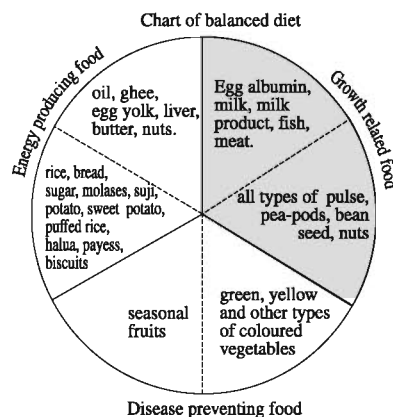 Chart of balanced diet
Energy producing food
oil, ghee,
egg yolk, liver,
butter, nuts.
Egg albumin,
milk, milk
product, fish,
meat.
Growth related food
rice, bread,
sugar, molases, suji,
potato, sweet potato,
puffed rice,
halua, payess,
biscuits
all types of pulse,
pea-pods, bean
seed, nuts
seasonal
fruits
green, yellow
and other types
of coloured
vegetables
Disease preventing food